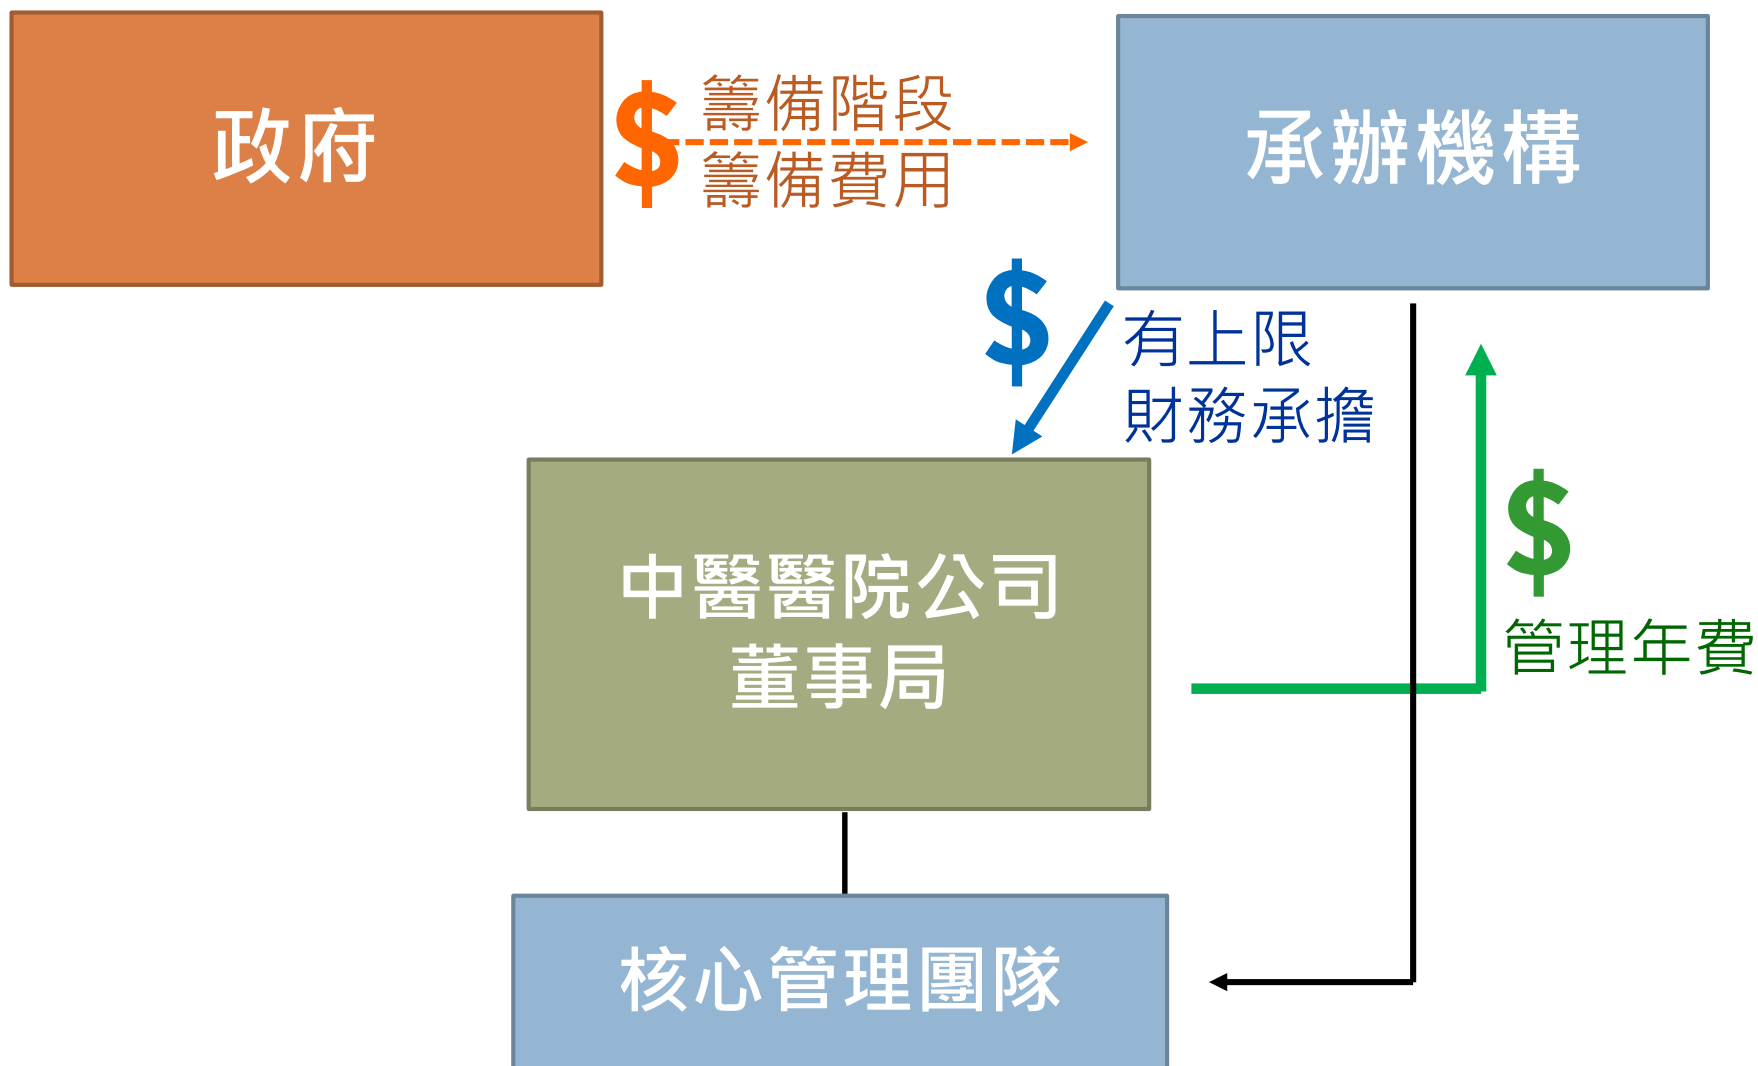 政府
$
籌備階段
籌備費用
承辦機構
$
有上限
財務承擔
$
管理年費
中醫醫院公司
董事局
核心管理團隊